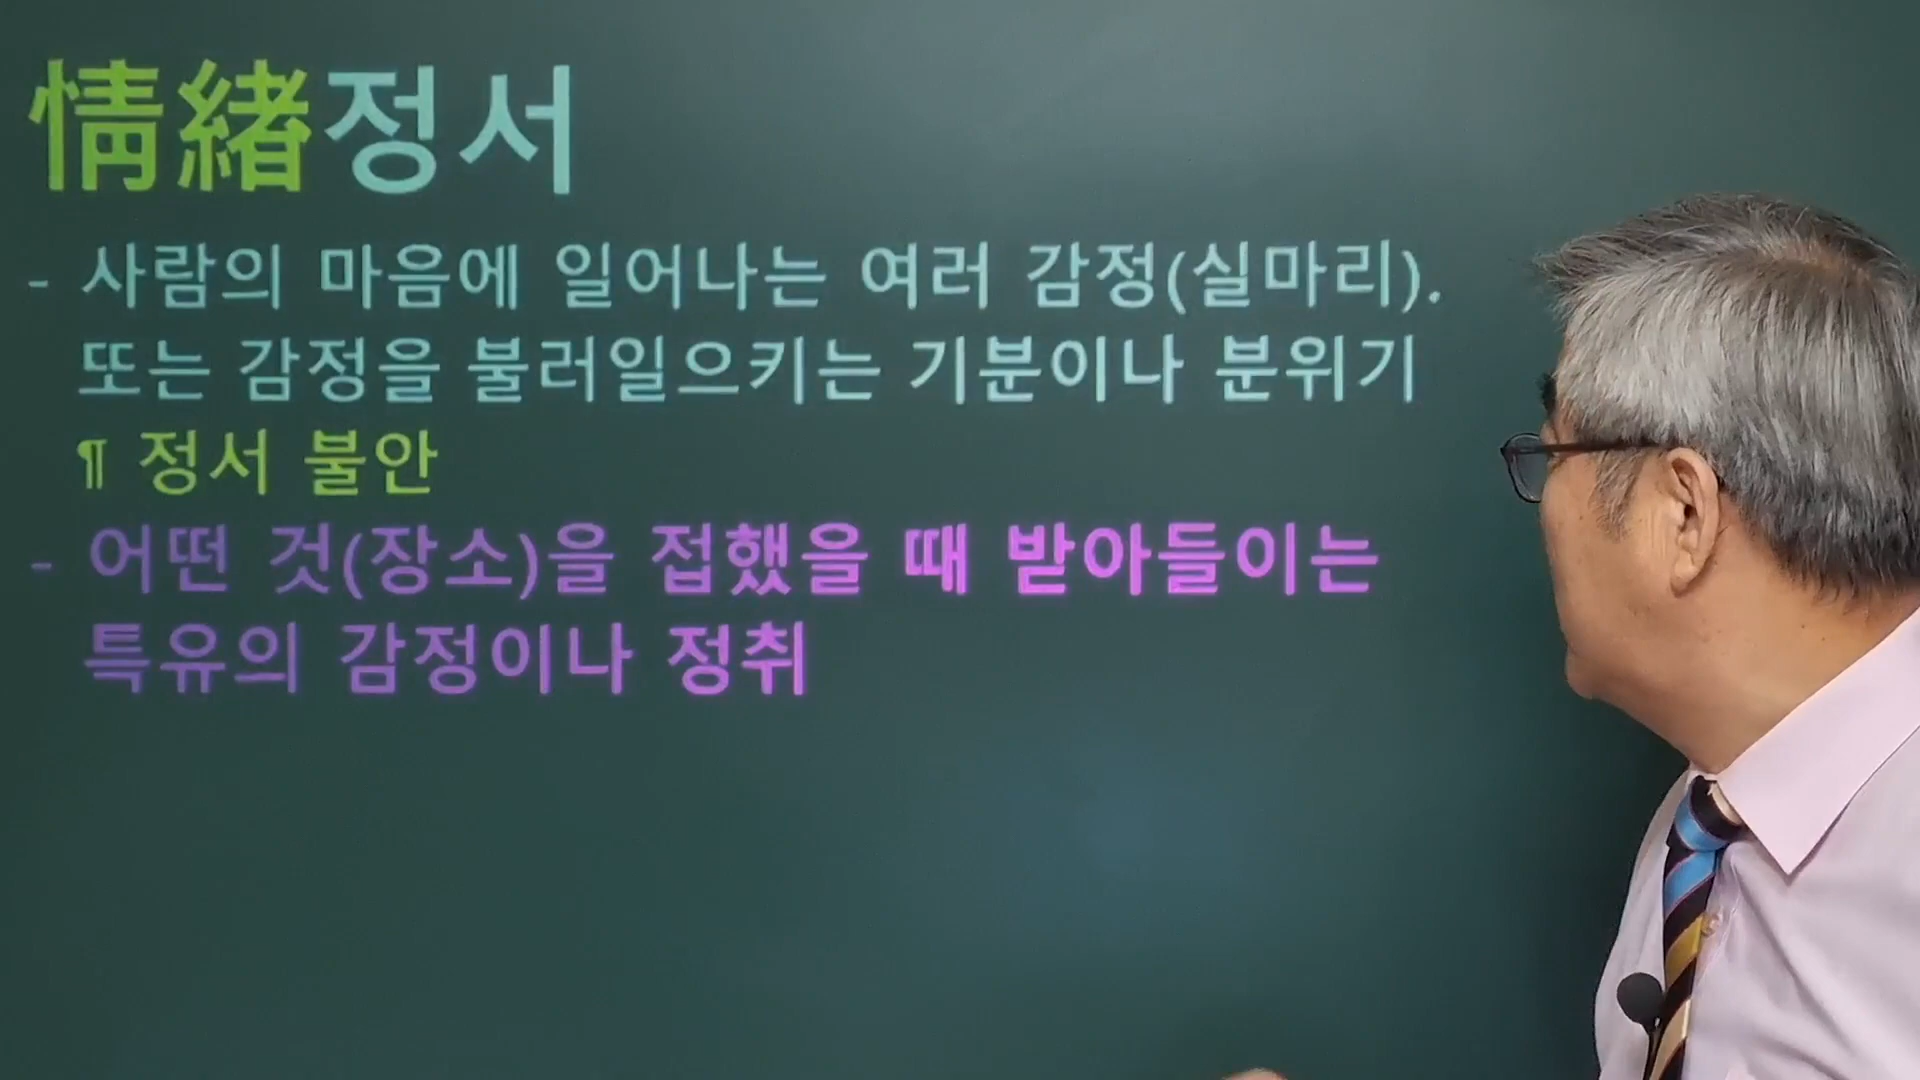 情緖정서
- 사람의 마음에 일어나는 여러 감정(실마리).
또는 감정을 불러일으키는 기분이나 분위기
¶ 정서 불안
- 어떤 것(장소)을 접했을 때 받아들이는
특유의 감정이나 정취